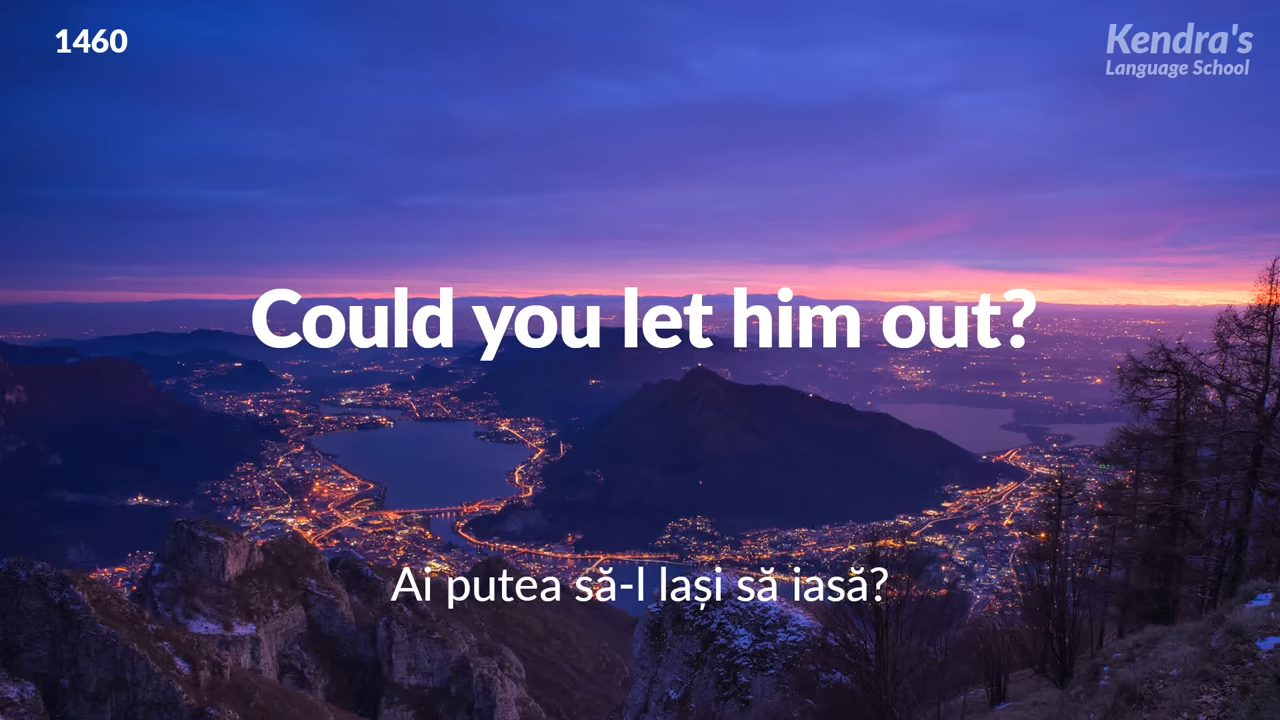 1460
Kendra's
Language School
Could you let him out?
Ai putea să-l lași să iasă?